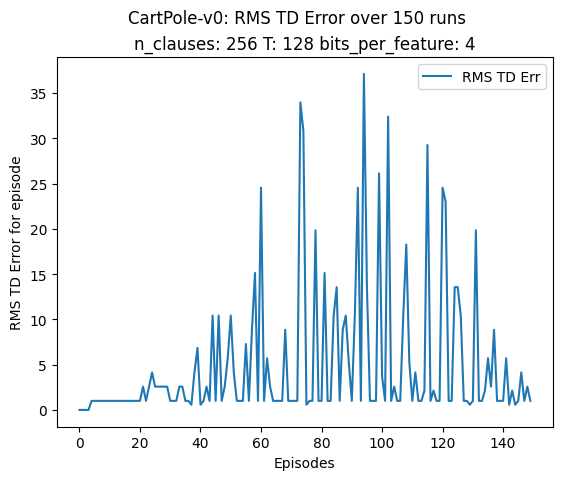 CartPole-v0: RMS TD Error over 150 runs
n_clauses: 256 T: 128 bits_per_feature: 4
RMS TD Err
RMS TD Error for episode
35
30
25
20
15
10
5
0
0 20 40 60 80 100 120 140
Episodes